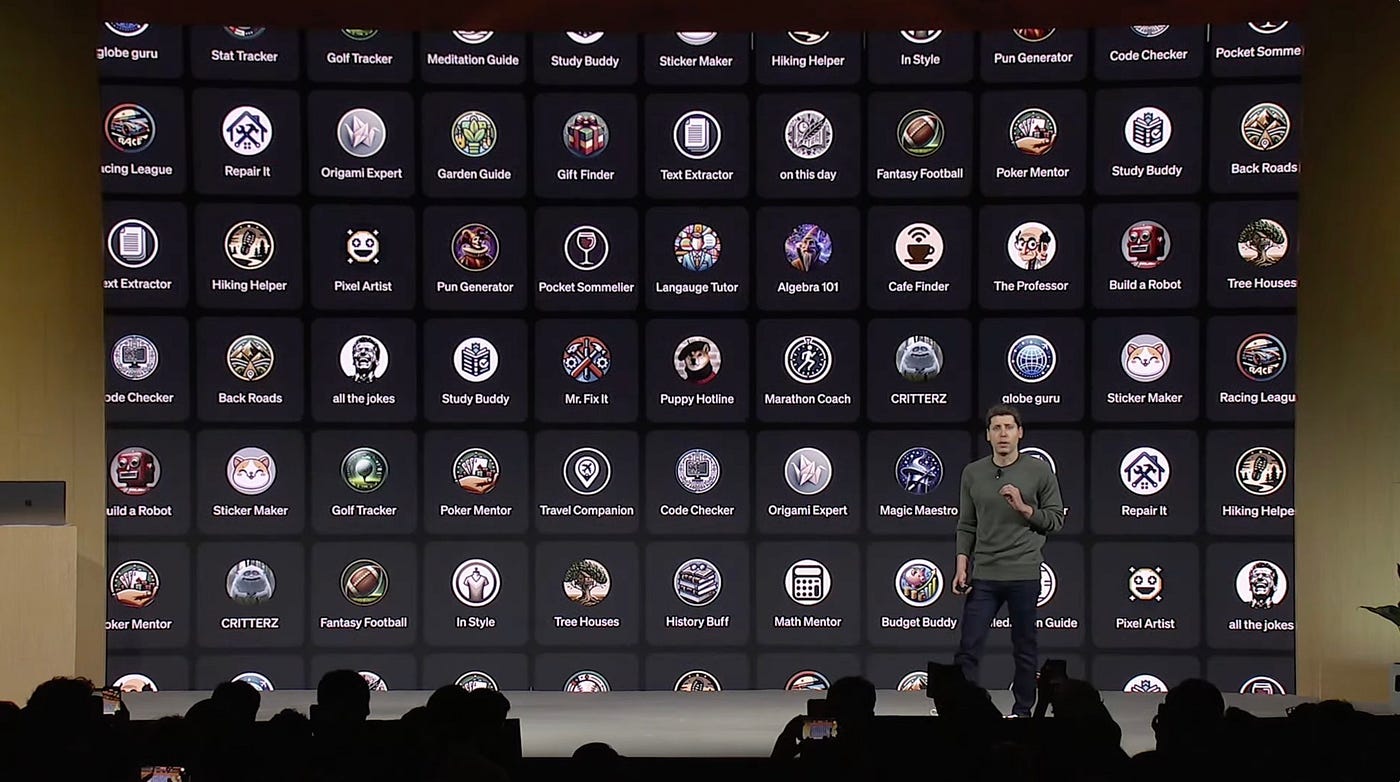 globe guru
Stat Tracker
Golf Tracker
Meditation Guide
Study Buddy
Sticker Maker
Hiking Helper
In Style
Pun Generator
Code Checker
Pocket Somme
RACE
acing League
Repair It
Origami Expert
Garden Guide
Gift Finder
Text Extractor
on this day
Fantasy Football
Poker Mentor
Study Buddy
Back Roads
ext Extractor
Hiking Helper
Pixel Artist
Pun Generator
Pocket Sommelier
Langauge Tutor
Algebra 101
Cafe Finder
The Professor
Build a Robot
Tree Houses
ode Checker
Back Roads
all the jokes
Study Buddy
Mr. Fix It
Puppy Hotline
Marathon Coach
CRITTERZ
globe guru
Sticker Maker
RACE
Racing Leagu
uild a Robot
Sticker Maker
Golf Tracker
Poker Mentor
Travel Companion
Code Checker
Origami Expert
Magic Maestro
Repair It
Hiking Helpe
oker Mentor
CRITTERZ
Fantasy Football
In Style
Tree Houses
History Buff
Math Mentor
Budget Buddy
n Guide
Pixel Artist
all the jokes